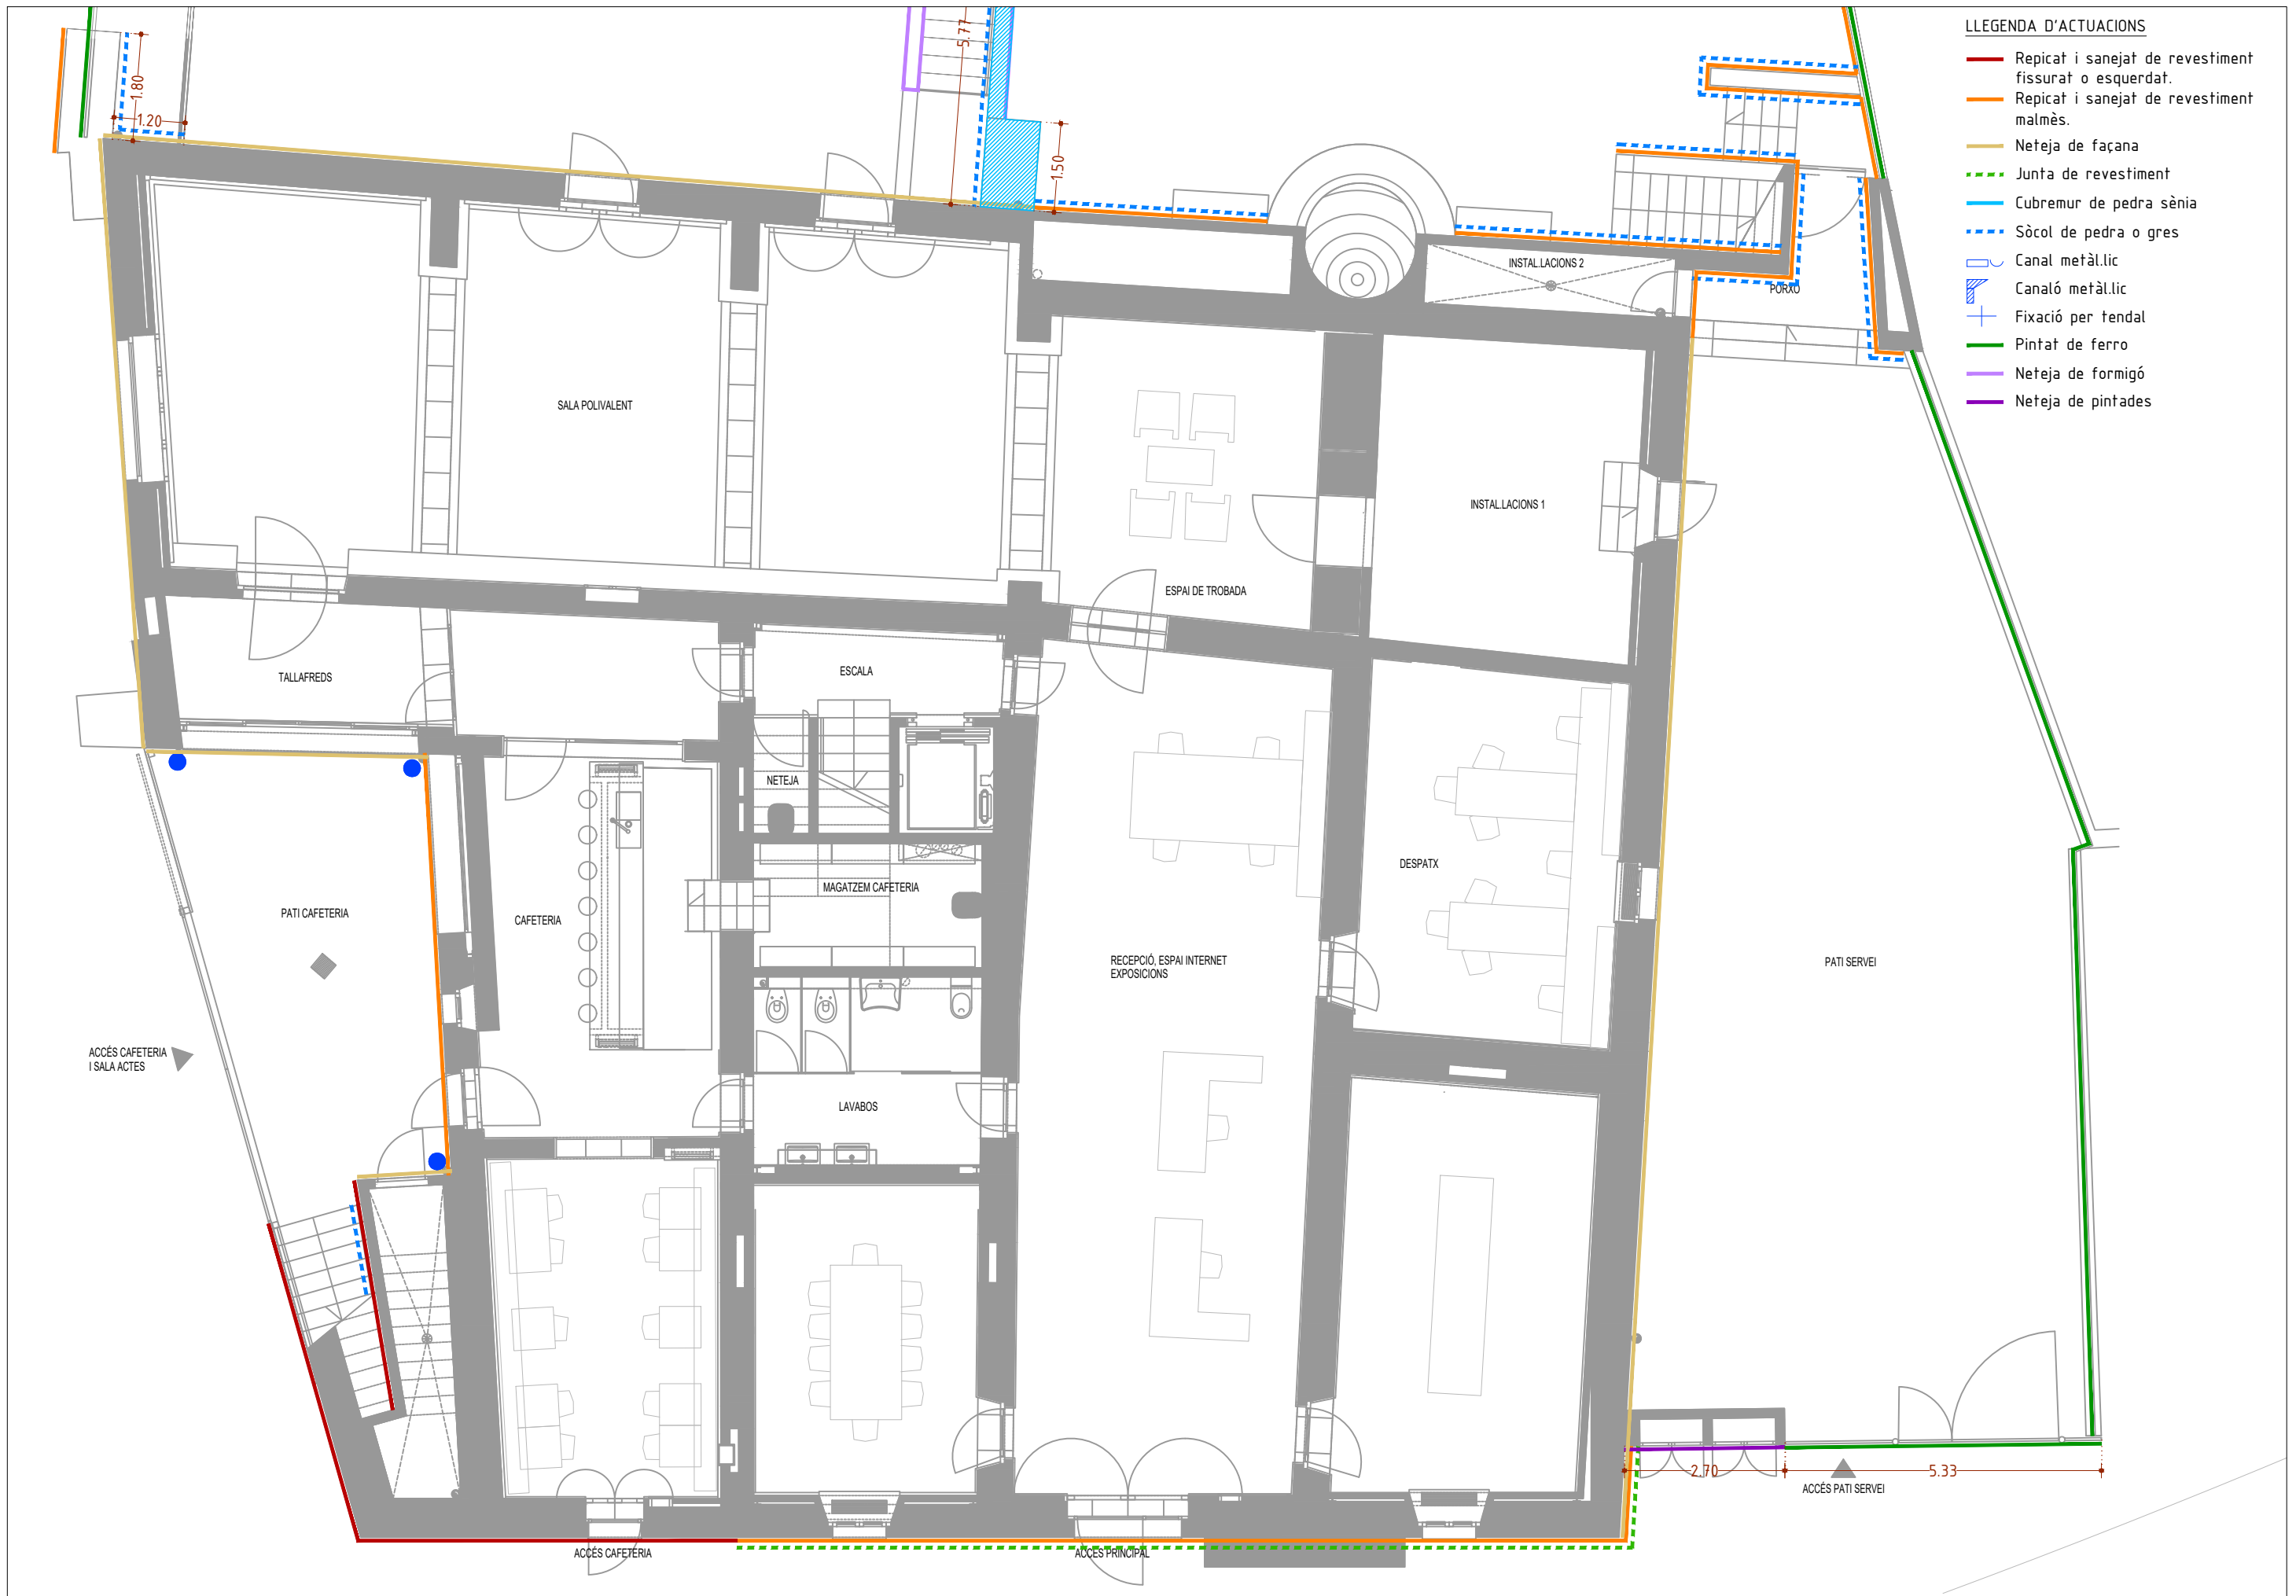 LLEGENDA D'ACTUACIONS
Repicat i sanejat de revestiment
fissurat o esquerdat.
Repicat i sanejat de revestiment
malmès.
Neteja de façana
Junta de revestiment
Cubremur de pedra sènia
Sòcol de pedra o gres
Canal metàl.lic
Canaló metàl.lic
Fixació per tendal
Pintat de ferro
Neteja de formigó
Neteja de pintades
5.77
1.80
1.20
1.50
INSTAL.LACIONS 2
PORXO
SALA POLIVALENT
INSTAL.LACIONS 1
ESPAI DE TROBADA
TALLAFREDS
ESCALA
NETEJA
DESPATX
MAGATZEM CAFETERIA
PATI CAFETERIA
CAFETERIA
RECEPCIÓ, ESPAI INTERNET
EXPOSICIONS
PATI SERVEI
ACCÉS CAFETERIA
I SALA ACTES
LAVABOS
2.70
5.33
ACCÉS PATI SERVEI
ACCÉS CAFETERIA
ACCÉS PRINCIPAL